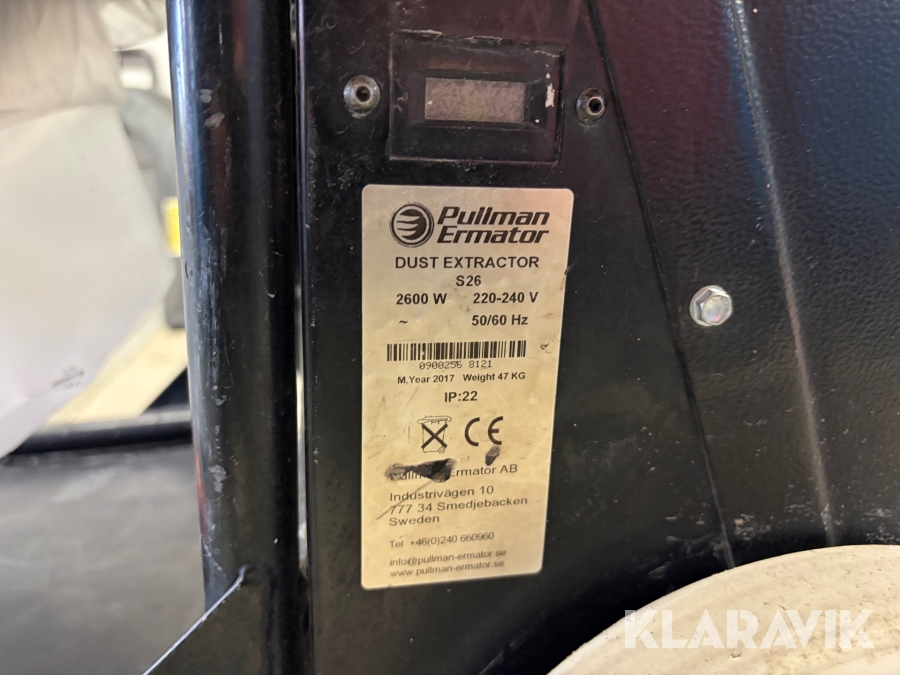 Pullman
Ermator
DUST EXTRACTOR
S26
2600 W 220-240 V
~ 50/60 Hz
0900256 8121
M,Year 2017 Weight 47 KG
IP:22
CE
Ermator AB
Industrivägen 10
777 34 Smedjebacken
Sweden
Tel +46(0)240 660960
info@pullman-ermator.se
www.pullman-ermator.se
KLARAVIK